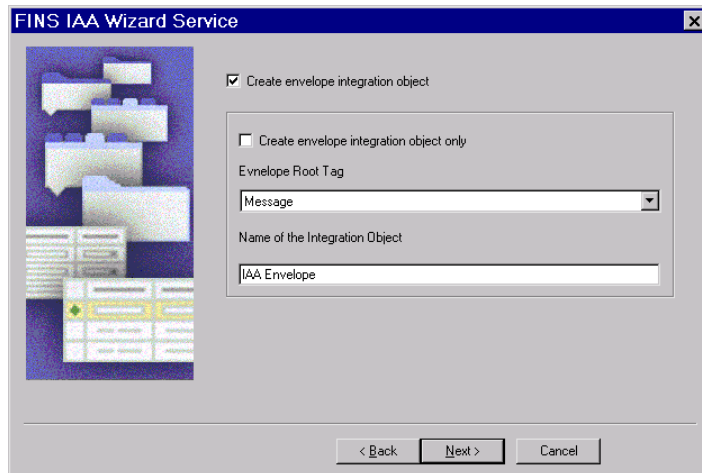 FINS IAA Wizard Service
Create envelope integration object
Create envelope integration object only
Evnelope Root Tag
Message
Name of the Integration Object
IAA Envelope
< Back Next > Cancel